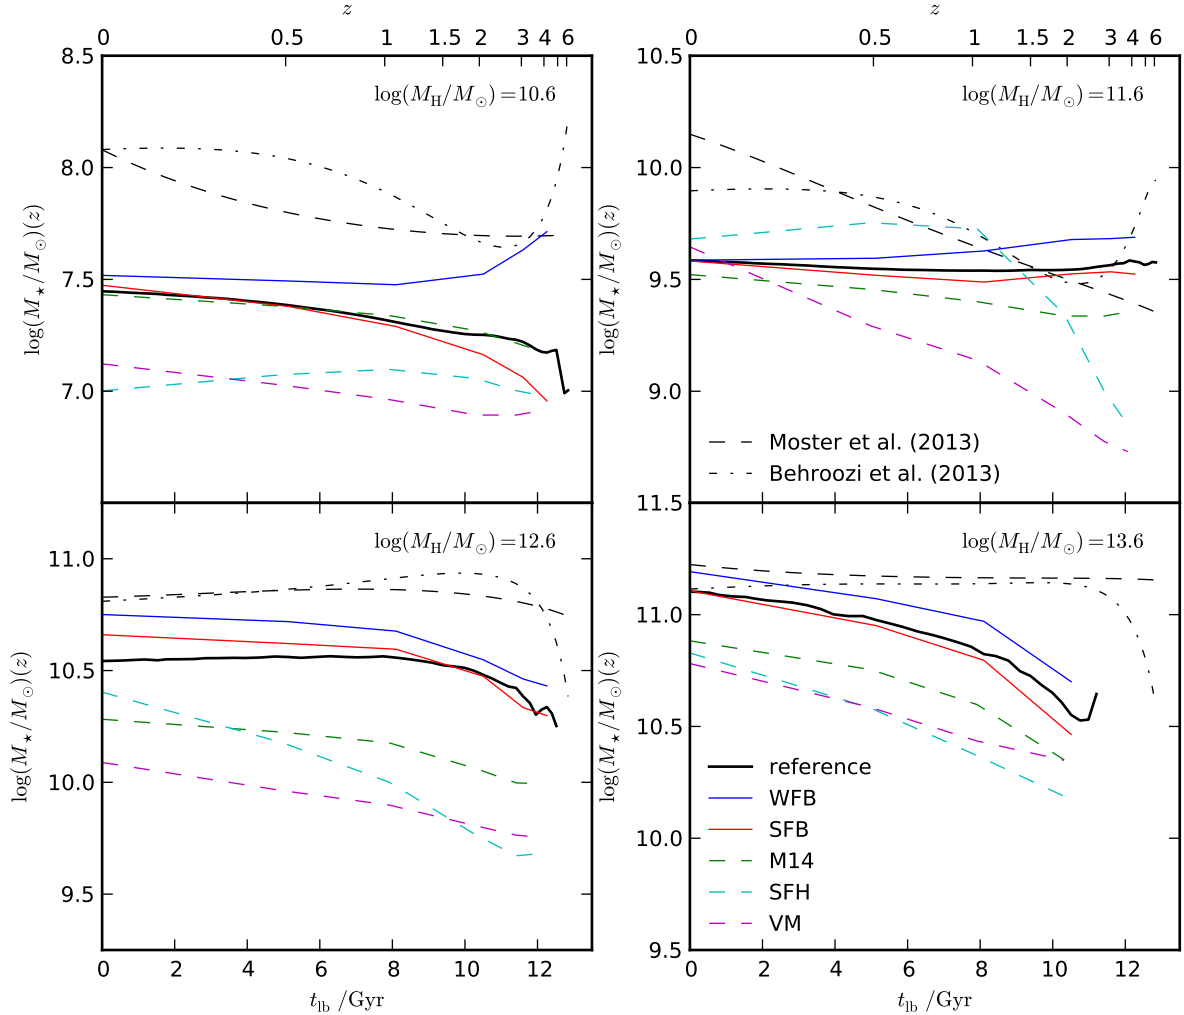 z z
0 0.5 1 1.5 2 3 4 6 0 0.5 1 1.5 2 3 4 6
8.5 10.5
log(M_H/M_⊙)=10.6 log(M_H/M_⊙)=11.6
8.0 10.0
log(M_⋆/M_⊙)(z) log(M_⋆/M_⊙)(z)
7.5 9.5
7.0 9.0
Moster et al. (2013)
Behroozi et al. (2013)
11.5
log(M_H/M_⊙)=12.6 log(M_H/M_⊙)=13.6
11.0 11.0
log(M_⋆/M_⊙)(z) log(M_⋆/M_⊙)(z)
10.5 10.5
reference
WFB
10.0 10.0
SFB
M14
9.5
SFH
VM
9.5
0 2 4 6 8 10 12 0 2 4 6 8 10 12
t_lb /Gyr t_lb /Gyr